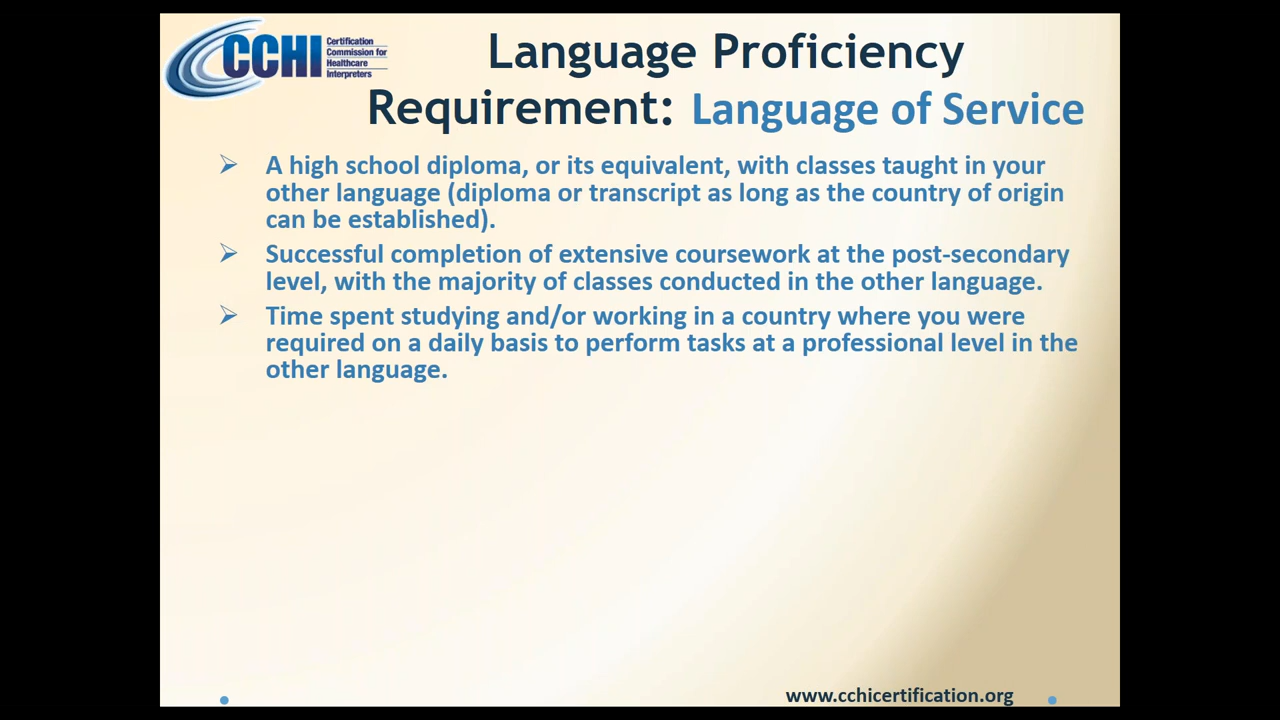 CCHI
Certification
Commission for
Healthcare
Interpreters
Language Proficiency
Requirement: Language of Service
A high school diploma, or its equivalent, with classes taught in your
other language (diploma or transcript as long as the country of origin
can be established).
Successful completion of extensive coursework at the post-secondary
level, with the majority of classes conducted in the other language.
Time spent studying and/or working in a country where you were
required on a daily basis to perform tasks at a professional level in the
other language.
www.cchicertification.org